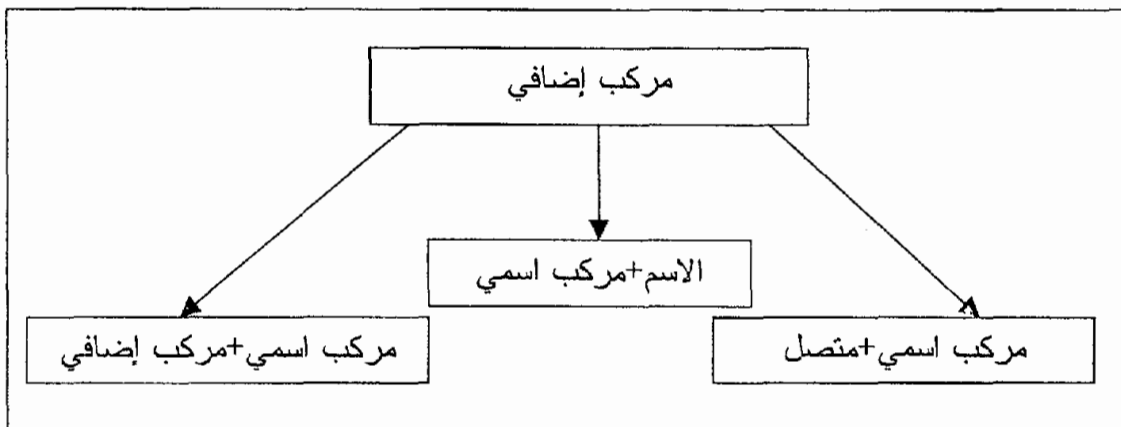 مركب إضافي
الاسم+مركب اسمي
مركب اسمي+متصل
مركب اسمي+مركب إضافي